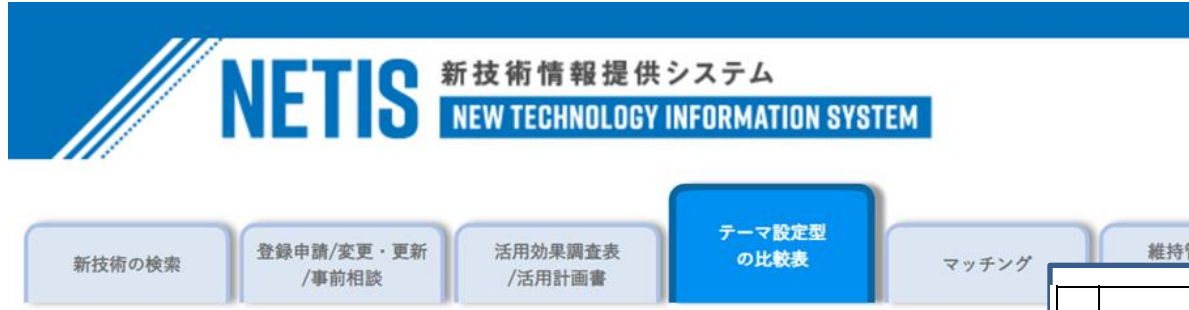 NETIS
新技術情報提供システム
NEW TECHNOLOGY INFORMATION SYSTEM
新技術の検索
登録申請/変更・更新
/事前相談
活用効果調査表
/活用計画書
テーマ設定型
の比較表
マッチング
維持